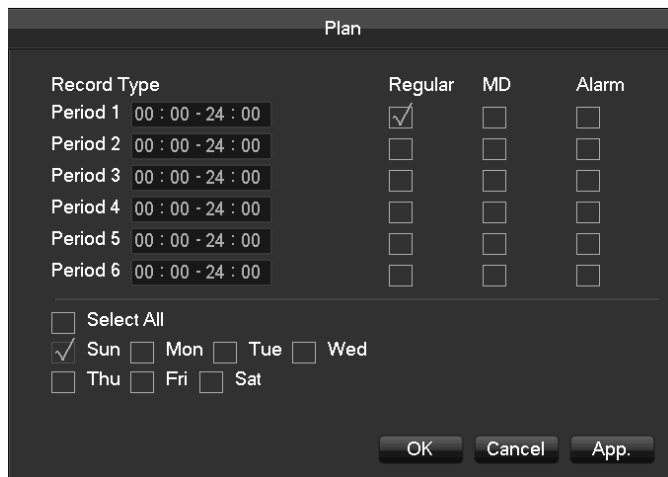 Plan
Record Type Regular MD Alarm
Period 1 00 : 00 - 24 : 00
Period 2 00 : 00 - 24 : 00
Period 3 00 : 00 - 24 : 00
Period 4 00 : 00 - 24 : 00
Period 5 00 : 00 - 24 : 00
Period 6 00 : 00 - 24 : 00
Select All
Sun Mon Tue Wed
Thu Fri Sat
OK Cancel App.